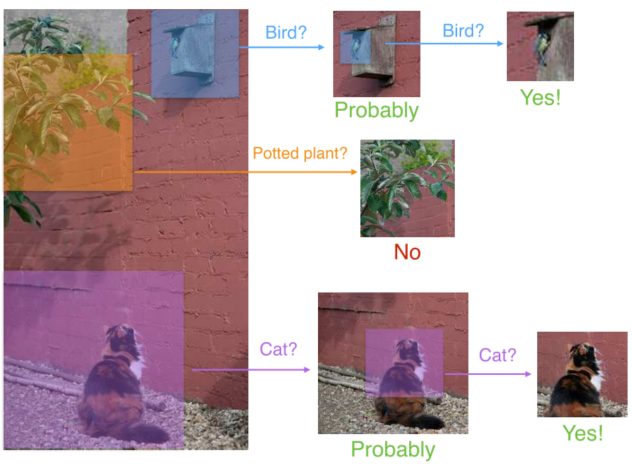 Bird?
Bird?
Probably
Yes!
Potted plant?
No
Cat?
Cat?
Probably
Yes!